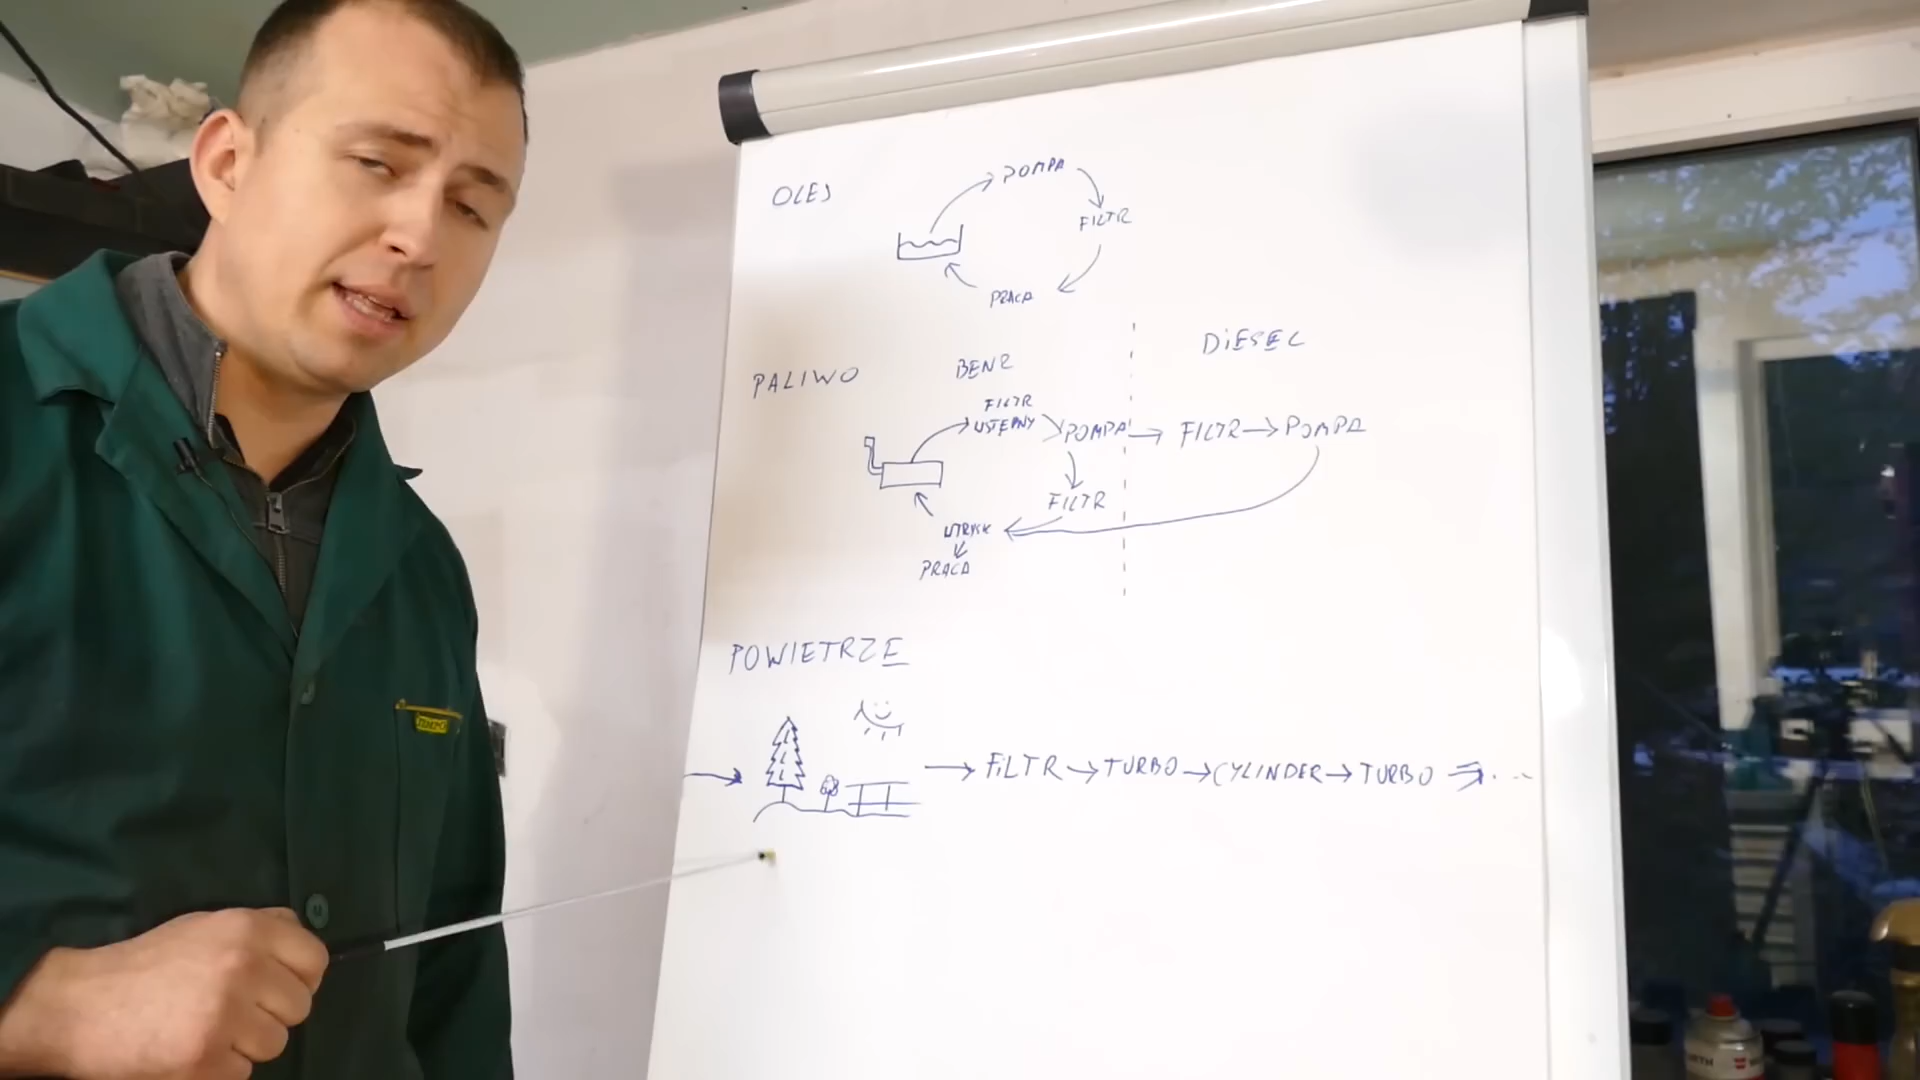 OLEJ
POMPA
FILTR
PRACA
PALIWO
BENZ
DiESEL
FILTR
WSTĘPNY
POMPA
FILTR
POMPA
FILTR
WTRYSK
PRACA
POWIETRZE
FiLTR TURBO CYLINDER TURBO ...